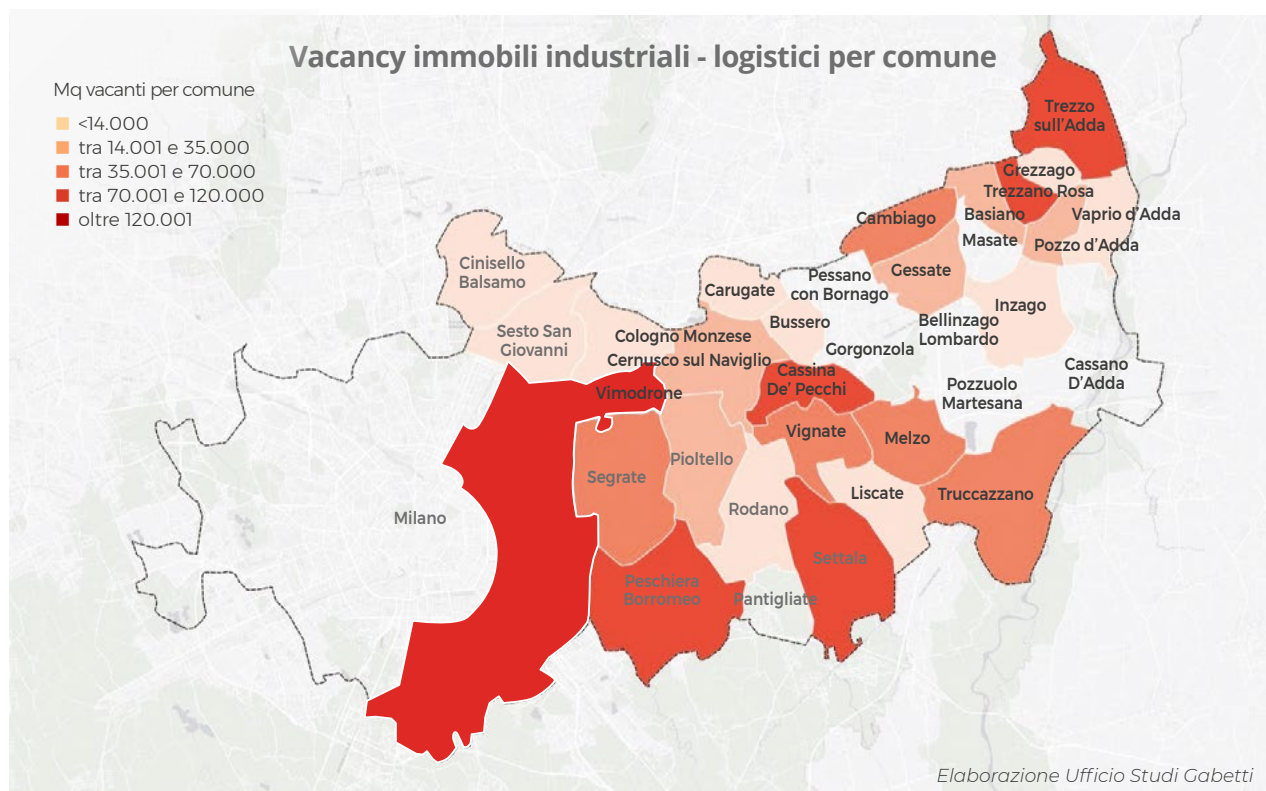 Vacancy immobili industriali - logistici per comune
Mq vacanti per comune
<14.000
tra 14.001 e 35.000
tra 35.001 e 70.000
tra 70.001 e 120.000
oltre 120.001
Trezzo
sull'Adda
Grezzago
Trezzano Rosa
Basiano
Vaprio d'Adda
Cambiago
Masate
Pozzo d'Adda
Cinisello
Balsamo
Gessate
Pessano
con Bornago
Carugate
Inzago
Bussero
Bellinzago
Lombardo
Sesto San
Giovanni
Cologno Monzese
Gorgonzola
Cernusco sul Naviglio
Cassina
De' Pecchi
Cassano
D'Adda
Vimodrone
Pozzuolo
Martesana
Vignate
Melzo
Pioltello
Segrate
Liscate
Truccazzano
Rodano
Milano
Settala
Peschiera
Borromeo
Pantigliate
Elaborazione Ufficio Studi Gabetti